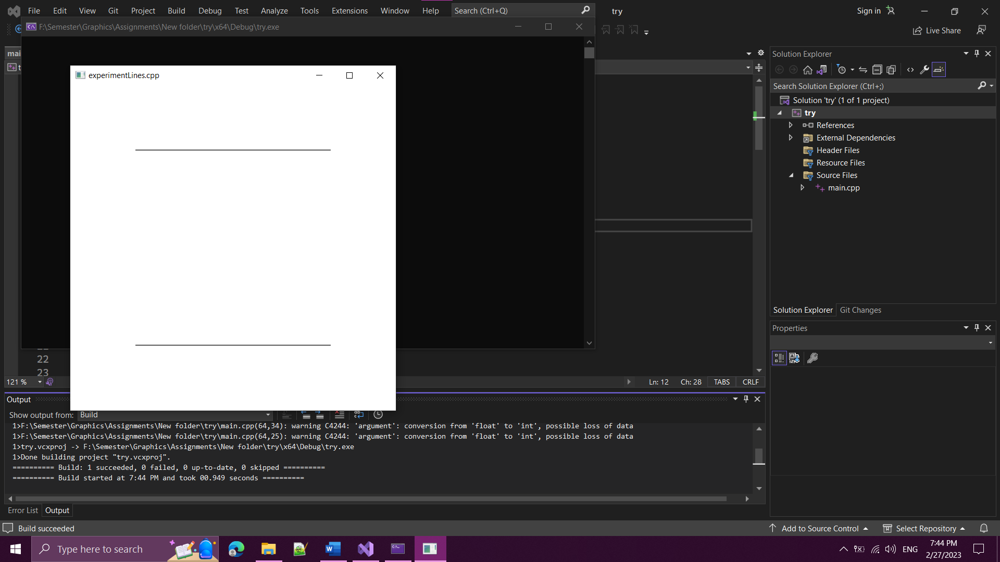 File Edit View Git Project Build Debug Test Analyze Tools Extensions Window Help Search (Ctrl+Q) try Sign in
F:\Semester\Graphics\Assignments\New folder\try\x64\Debug\try.exe
Live Share
mai
t
experimentLines.cpp
Solution Explorer
Search Solution Explorer (Ctrl+;)
Solution 'try' (1 of 1 project)
try
References
External Dependencies
Header Files
Resource Files
Source Files
main.cpp
Solution Explorer Git Changes
Properties
22
23
121 % Ln: 12 Ch: 28 TABS CRLF
Output
Show output from: Build
1>F:\Semester\Graphics\Assignments\New folder\try\main.cpp(64,34): warning C4244: 'argument': conversion from 'float' to 'int', possible loss of data
1>F:\Semester\Graphics\Assignments\New folder\try\main.cpp(64,25): warning C4244: 'argument': conversion from 'float' to 'int', possible loss of data
1>try.vcxproj -> F:\Semester\Graphics\Assignments\New folder\try\x64\Debug\try.exe
1>Done building project "try.vcxproj".
========== Build: 1 succeeded, 0 failed, 0 up-to-date, 0 skipped ==========
========== Build started at 7:44 PM and took 00.949 seconds ==========
Error List Output
Build succeeded Add to Source Control Select Repository
Type here to search ENG 7:44 PM
2/27/2023